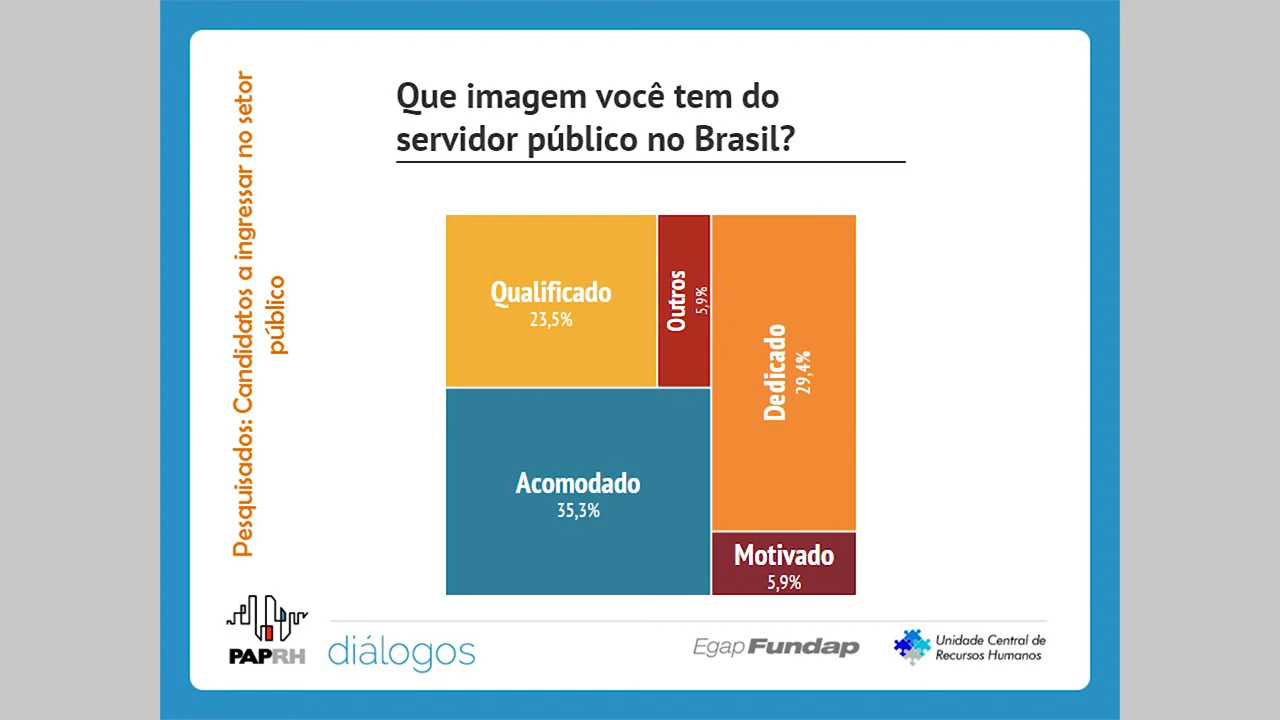 Que imagem você tem do
servidor público no Brasil?
Pesquisados: Candidatos a ingressar no setor
público
Qualificado
23,5%
Outros
5,9%
Dedicado
29,4%
Acomodado
35,3%
Motivado
5,9%
PAPRH
diálogos
EgapFundap
Unidade Central de
Recursos Humanos